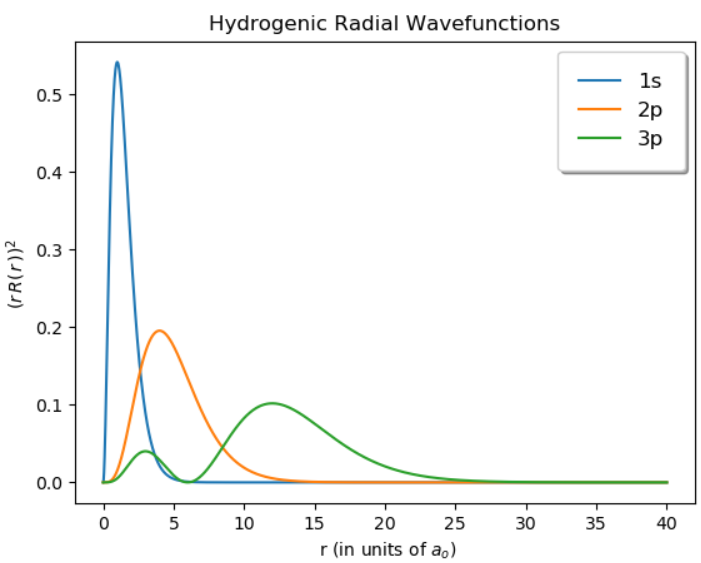 Hydrogenic Radial Wavefunctions
1s
2p
3p
0.5
0.4
0.3
0.2
0.1
0.0
(r R(r))²
0 5 10 15 20 25 30 35 40
r (in units of aₒ)